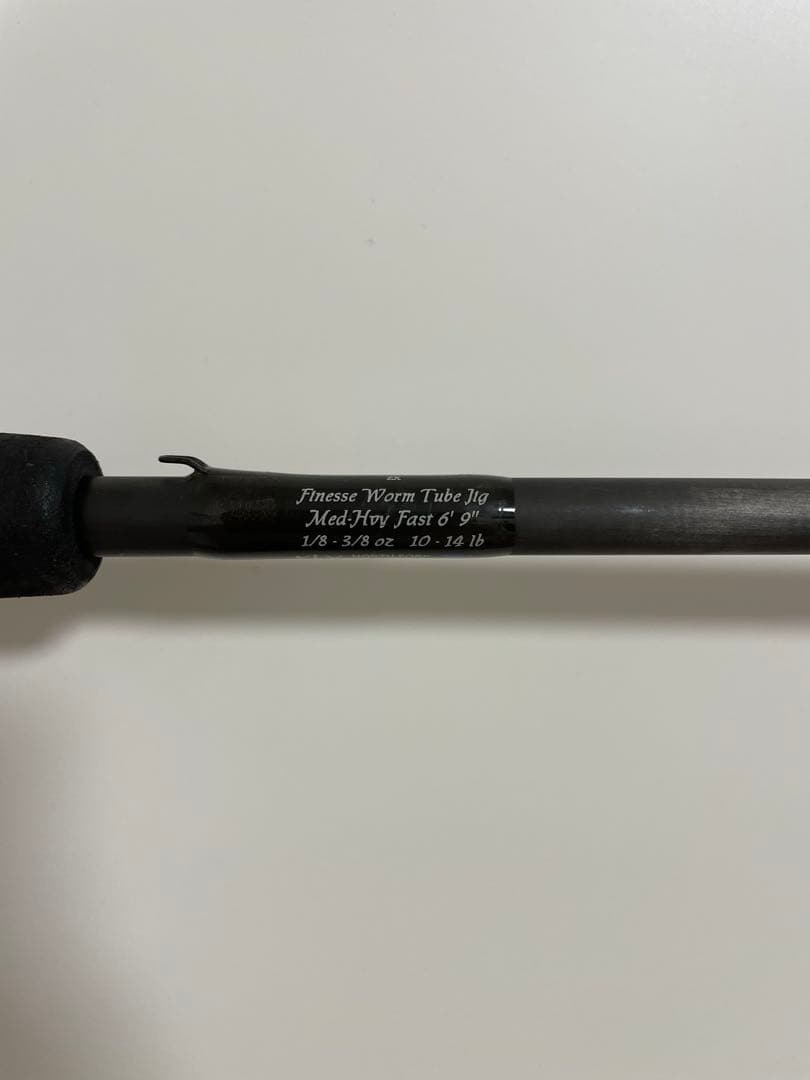 Finesse Worm Tube Jig
Med-Hvy Fast 6' 9"
1/8 - 3/8 oz 10 - 14 lb